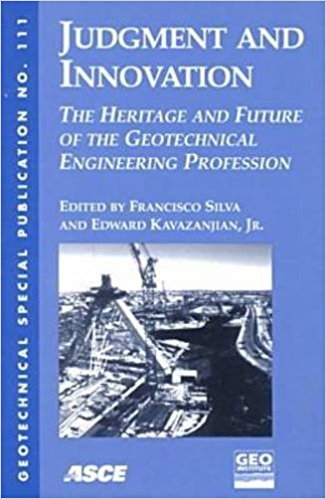 GEOTECHNICAL SPECIAL PUBLICATION NO. 111
JUDGMENT AND
INNOVATION
THE HERITAGE AND FUTURE
OF THE GEOTECHNICAL
ENGINEERING PROFESSION
EDITED BY FRANCISCO SILVA
AND EDWARD KAVAZANJIAN, JR.
ASCE
GEO
INSTITUTE